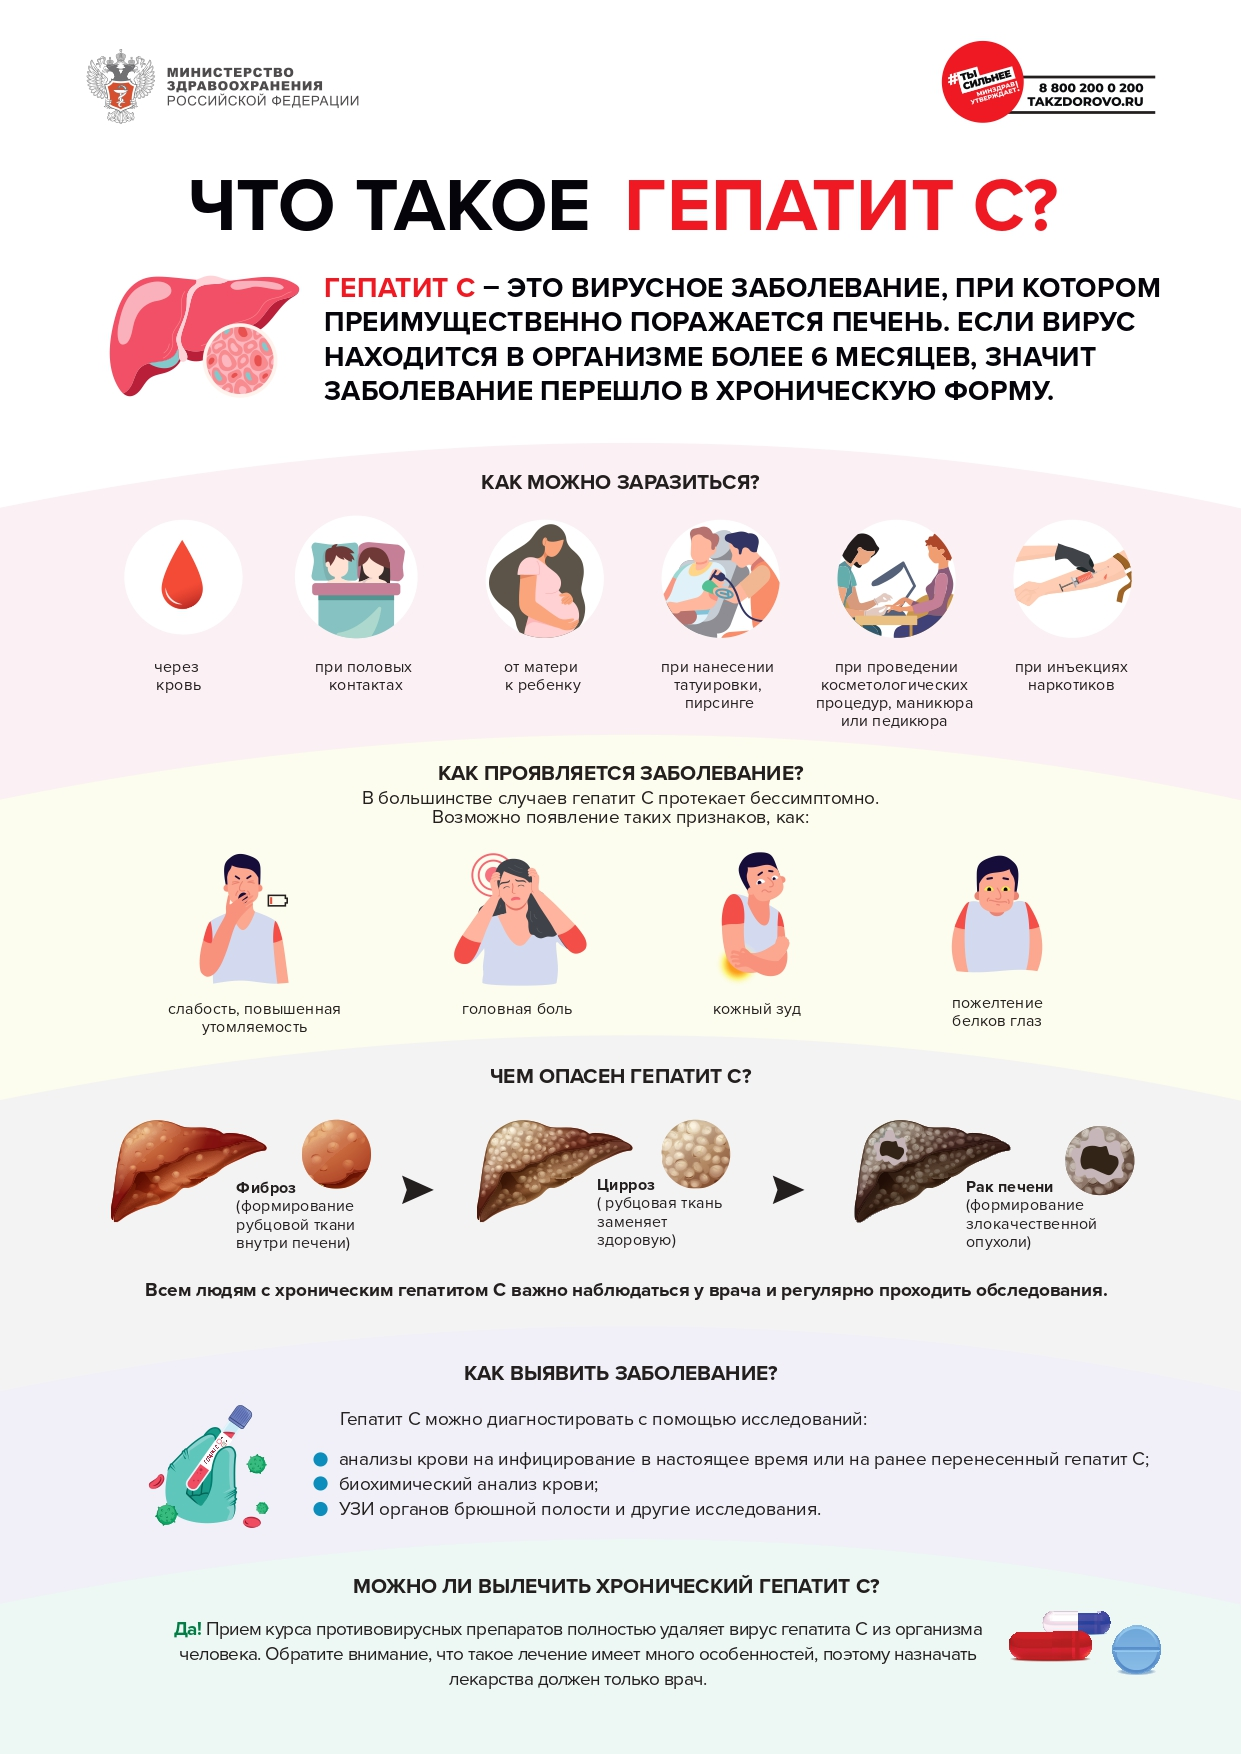 МИНИСТЕРСТВО
ЗДРАВООХРАНЕНИЯ
РОССИЙСКОЙ ФЕДЕРАЦИИ
#ТЫ
СИЛЬНЕЕ
МИНЗДРАВ
УТВЕРЖДАЕТ!
8 800 200 0 200
TAKZDOROVO.RU
ЧТО ТАКОЕ ГЕПАТИТ С?
ГЕПАТИТ С – ЭТО ВИРУСНОЕ ЗАБОЛЕВАНИЕ, ПРИ КОТОРОМ
ПРЕИМУЩЕСТВЕННО ПОРАЖАЕТСЯ ПЕЧЕНЬ. ЕСЛИ ВИРУС
НАХОДИТСЯ В ОРГАНИЗМЕ БОЛЕЕ 6 МЕСЯЦЕВ, ЗНАЧИТ
ЗАБОЛЕВАНИЕ ПЕРЕШЛО В ХРОНИЧЕСКУЮ ФОРМУ.
КАК МОЖНО ЗАРАЗИТЬСЯ?
через
кровь
при половых
контактах
от матери
к ребенку
при нанесении
татуировки,
пирсинге
при проведении
косметологических
процедур, маникюра
или педикюра
при инъекциях
наркотиков
КАК ПРОЯВЛЯЕТСЯ ЗАБОЛЕВАНИЕ?
В большинстве случаев гепатит С протекает бессимптомно.
Возможно появление таких признаков, как:
слабость, повышенная
утомляемость
головная боль
кожный зуд
пожелтение
белков глаз
ЧЕМ ОПАСЕН ГЕПАТИТ С?
Фиброз
(формирование
рубцовой ткани
внутри печени)
Цирроз
( рубцовая ткань
заменяет
здоровую)
Рак печени
(формирование
злокачественной
опухоли)
Всем людям с хроническим гепатитом С важно наблюдаться у врача и регулярно проходить обследования.
КАК ВЫЯВИТЬ ЗАБОЛЕВАНИЕ?
Гепатит С можно диагностировать с помощью исследований:
анализы крови на инфицирование в настоящее время или на ранее перенесенный гепатит С;
биохимический анализ крови;
УЗИ органов брюшной полости и другие исследования.
МОЖНО ЛИ ВЫЛЕЧИТЬ ХРОНИЧЕСКИЙ ГЕПАТИТ С?
Да! Прием курса противовирусных препаратов полностью удаляет вирус гепатита С из организма
человека. Обратите внимание, что такое лечение имеет много особенностей, поэтому назначать
лекарства должен только врач.